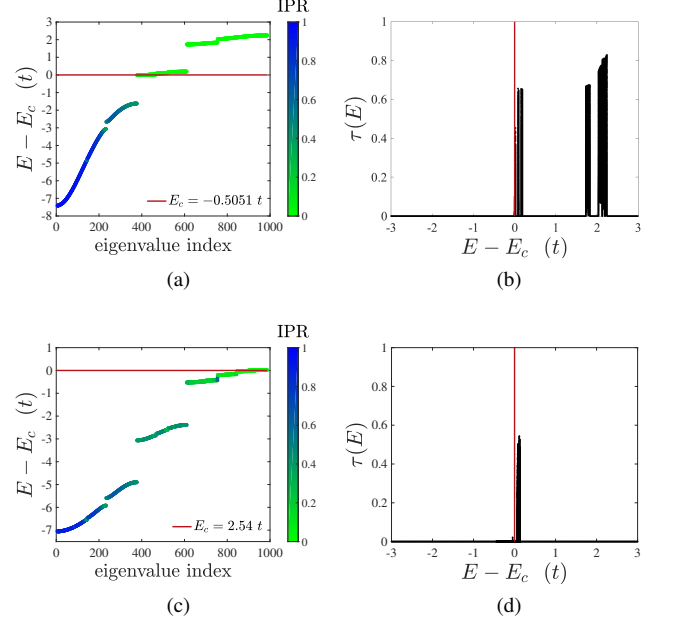 IPR
3
2
1
0
-1
-2
-3
-4
-5
-6
-7
-8
E − E_c (t)
E_c = −0.5051 t
0 200 400 600 800 1000
eigenvalue index
1
0.8
0.6
0.4
0.2
0
(a)
1
0.8
0.6
0.4
0.2
0
τ(E)
-3 -2 -1 0 1 2 3
E − E_c (t)
(b)
IPR
1
0
-1
-2
-3
-4
-5
-6
-7
E − E_c (t)
E_c = 2.54 t
0 200 400 600 800 1000
eigenvalue index
1
0.8
0.6
0.4
0.2
0
(c)
1
0.8
0.6
0.4
0.2
0
τ(E)
-3 -2 -1 0 1 2 3
E − E_c (t)
(d)